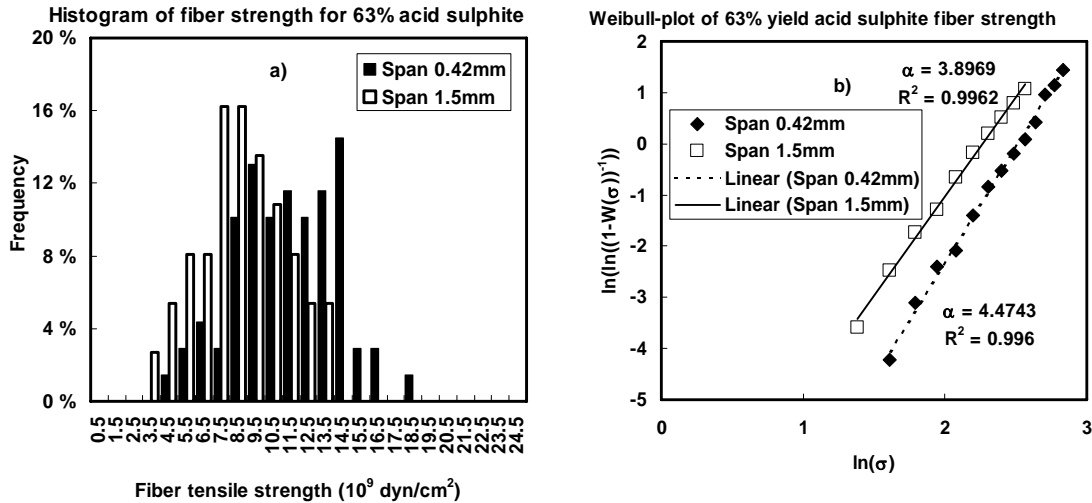 Histogram of fiber strength for 63% acid sulphite
20 %
16 %
12 %
8 %
4 %
0 %
Frequency
a)
Span 0.42mm
Span 1.5mm
0.5
1.5
2.5
3.5
4.5
5.5
6.5
7.5
8.5
9.5
10.5
11.5
12.5
13.5
14.5
15.5
16.5
17.5
18.5
19.5
20.5
21.5
22.5
23.5
24.5
Fiber tensile strength (10⁹ dyn/cm²)
Weibull-plot of 63% yield acid sulphite fiber strength
2
1
0
-1
-2
-3
-4
-5
ln(ln((1-W(σ))⁻¹))
b)
α = 3.8969
R² = 0.9962
Span 0.42mm
Span 1.5mm
Linear (Span 0.42mm)
Linear (Span 1.5mm)
α = 4.4743
R² = 0.996
0
1
2
3
ln(σ)